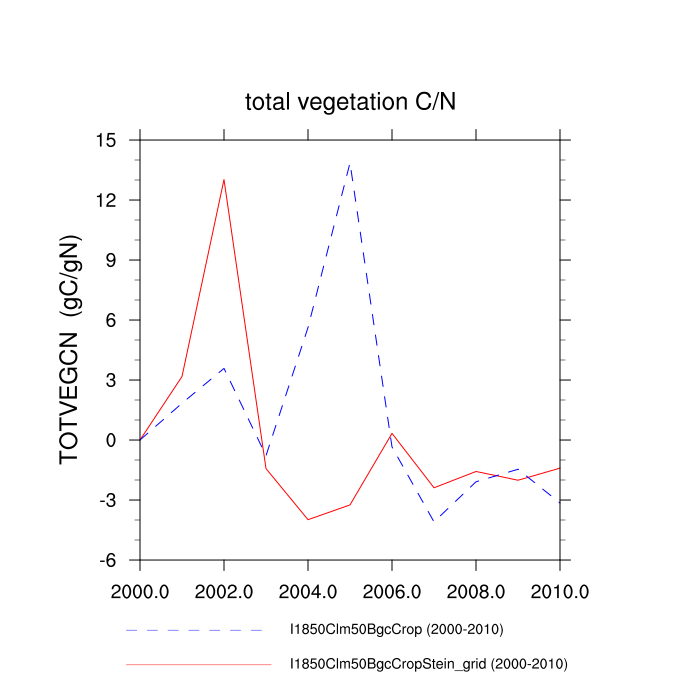 total vegetation C/N
TOTVEGCN (gC/gN)
15
12
9
6
3
0
-3
-6
2000.0 2002.0 2004.0 2006.0 2008.0 2010.0
I1850Clm50BgcCrop (2000-2010)
I1850Clm50BgcCropStein_grid (2000-2010)